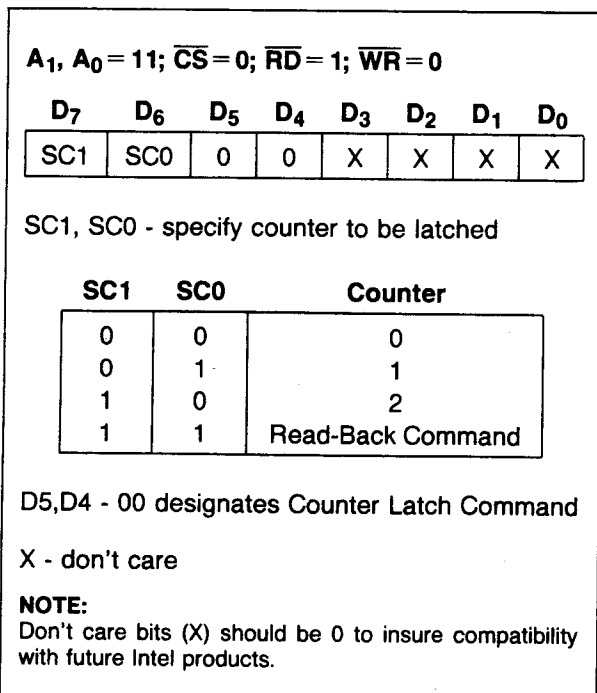 A1, A0 = 11; C̅S̅ = 0; R̅D̅ = 1; W̅R̅ = 0
D7 D6 D5 D4 D3 D2 D1 D0
SC1 SC0 0 0 X X X X
SC1, SC0 - specify counter to be latched
SC1 SC0 Counter
0 0 0
0 1 1
1 0 2
1 1 Read-Back Command
D5,D4 - 00 designates Counter Latch Command
X - don't care
NOTE:
Don't care bits (X) should be 0 to insure compatibility
with future Intel products.